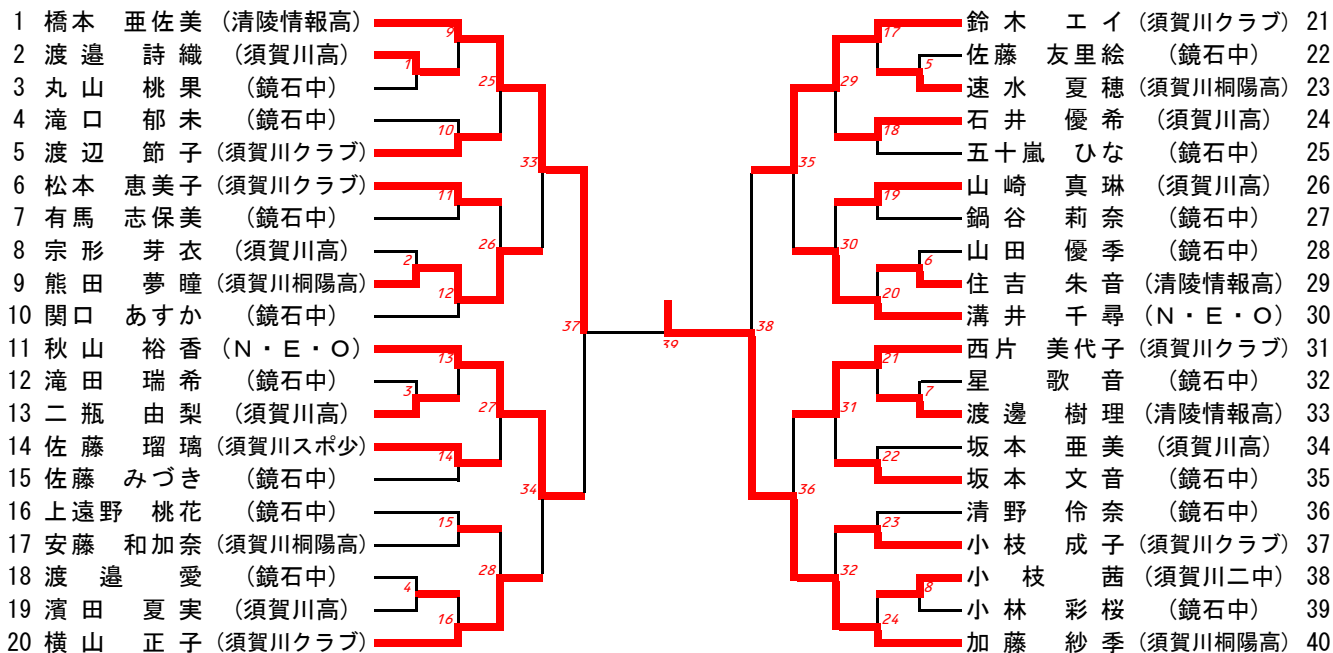 1 橋本 亜佐美 (清陵情報高)
2 渡邉 詩織 (須賀川高)
3 丸山 桃果 (鏡石中)
4 滝口 郁未 (鏡石中)
5 渡辺 節子 (須賀川クラブ)
6 松本 恵美子 (須賀川クラブ)
7 有馬 志保美 (鏡石中)
8 宗形 芽衣 (須賀川高)
9 熊田 夢瞳 (須賀川桐陽高)
10 関口 あすか (鏡石中)
11 秋山 裕香 (N・E・O)
12 滝田 瑞希 (鏡石中)
13 二瓶 由梨 (須賀川高)
14 佐藤 瑠璃 (須賀川スポ少)
15 佐藤 みづき (鏡石中)
16 上遠野 桃花 (鏡石中)
17 安藤 和加奈 (須賀川桐陽高)
18 渡邉 愛 (鏡石中)
19 濱田 夏実 (須賀川高)
20 横山 正子 (須賀川クラブ)
9
1
25
10
33
11
26
2
12
37
13
3
27
14
34
15
28
4
16
39
38
17
5
29
18
35
19
30
6
20
21
7
31
22
36
23
32
8
24
鈴木 エイ (須賀川クラブ) 21
佐藤 友里絵 (鏡石中) 22
速水 夏穂 (須賀川桐陽高) 23
石井 優希 (須賀川高) 24
五十嵐 ひな (鏡石中) 25
山崎 真琳 (須賀川高) 26
鍋谷 莉奈 (鏡石中) 27
山田 優季 (鏡石中) 28
住吉 朱音 (清陵情報高) 29
溝井 千尋 (N・E・O) 30
西片 美代子 (須賀川クラブ) 31
星 歌音 (鏡石中) 32
渡邊 樹理 (清陵情報高) 33
坂本 亜美 (須賀川高) 34
坂本 文音 (鏡石中) 35
清野 伶奈 (鏡石中) 36
小枝 成子 (須賀川クラブ) 37
小枝 茜 (須賀川二中) 38
小林 彩桜 (鏡石中) 39
加藤 紗季 (須賀川桐陽高) 40